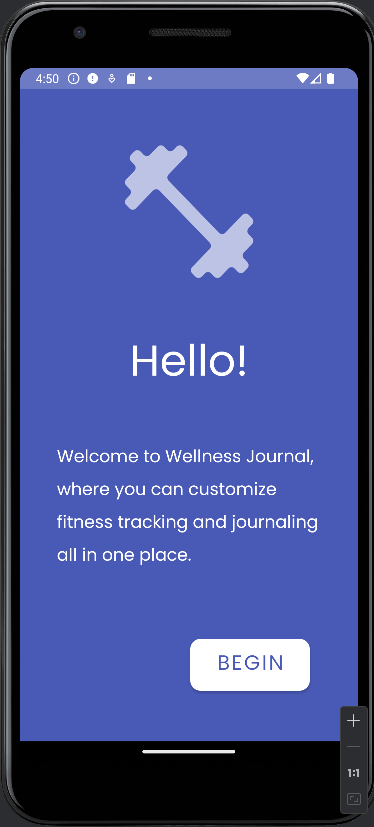 4:50
Hello!
Welcome to Wellness Journal,
where you can customize
fitness tracking and journaling
all in one place.
BEGIN
1:1